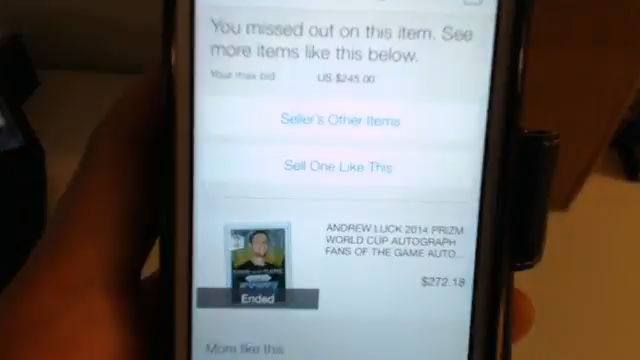 You missed out on this item. See
more items like this below.
Your max bid US $245.00
Seller's Other Items
Sell One Like This
ANDREW LUCK 2014 PRIZM
WORLD CUP AUTOGRAPH
FANS OF THE GAME AUTO...
$272.18
Ended
More like this